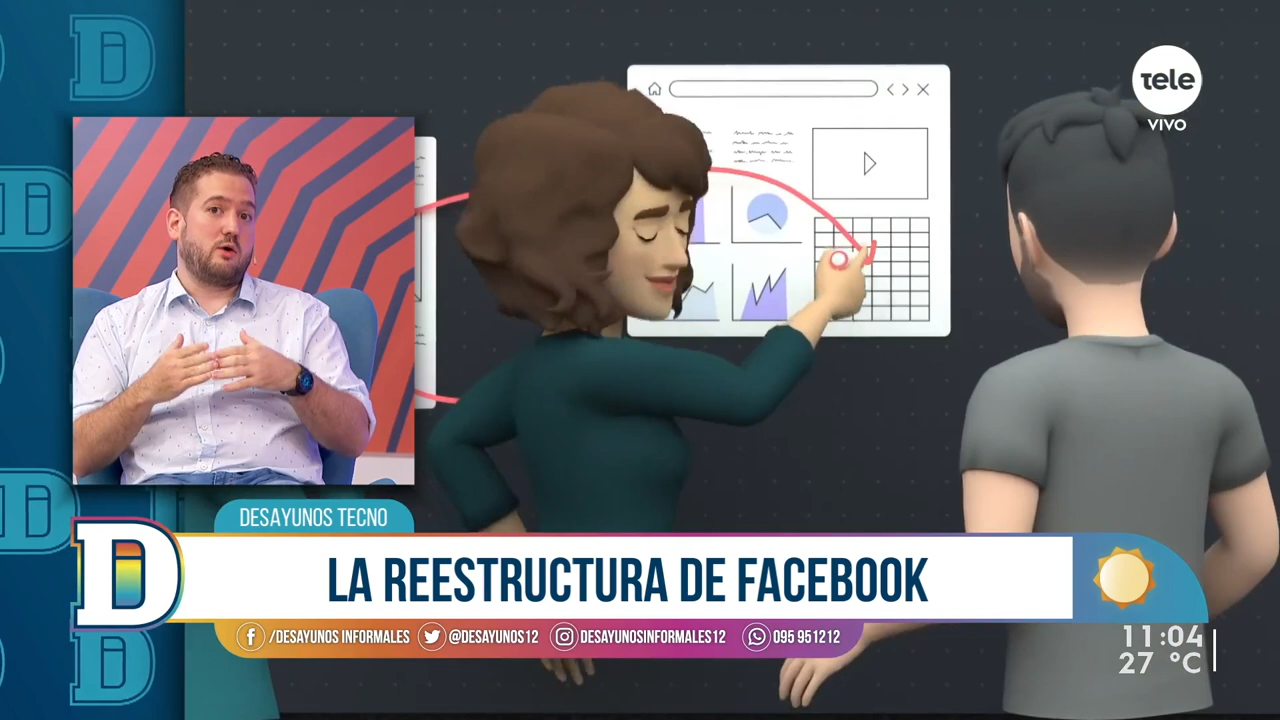 D
D
D
D
D
tele
VIVO
DESAYUNOS TECNO
D
LA REESTRUCTURA DE FACEBOOK
/DESAYUNOS INFORMALES @DESAYUNOS12 DESAYUNOSINFORMALES12 095 951212
11:04
27 °C